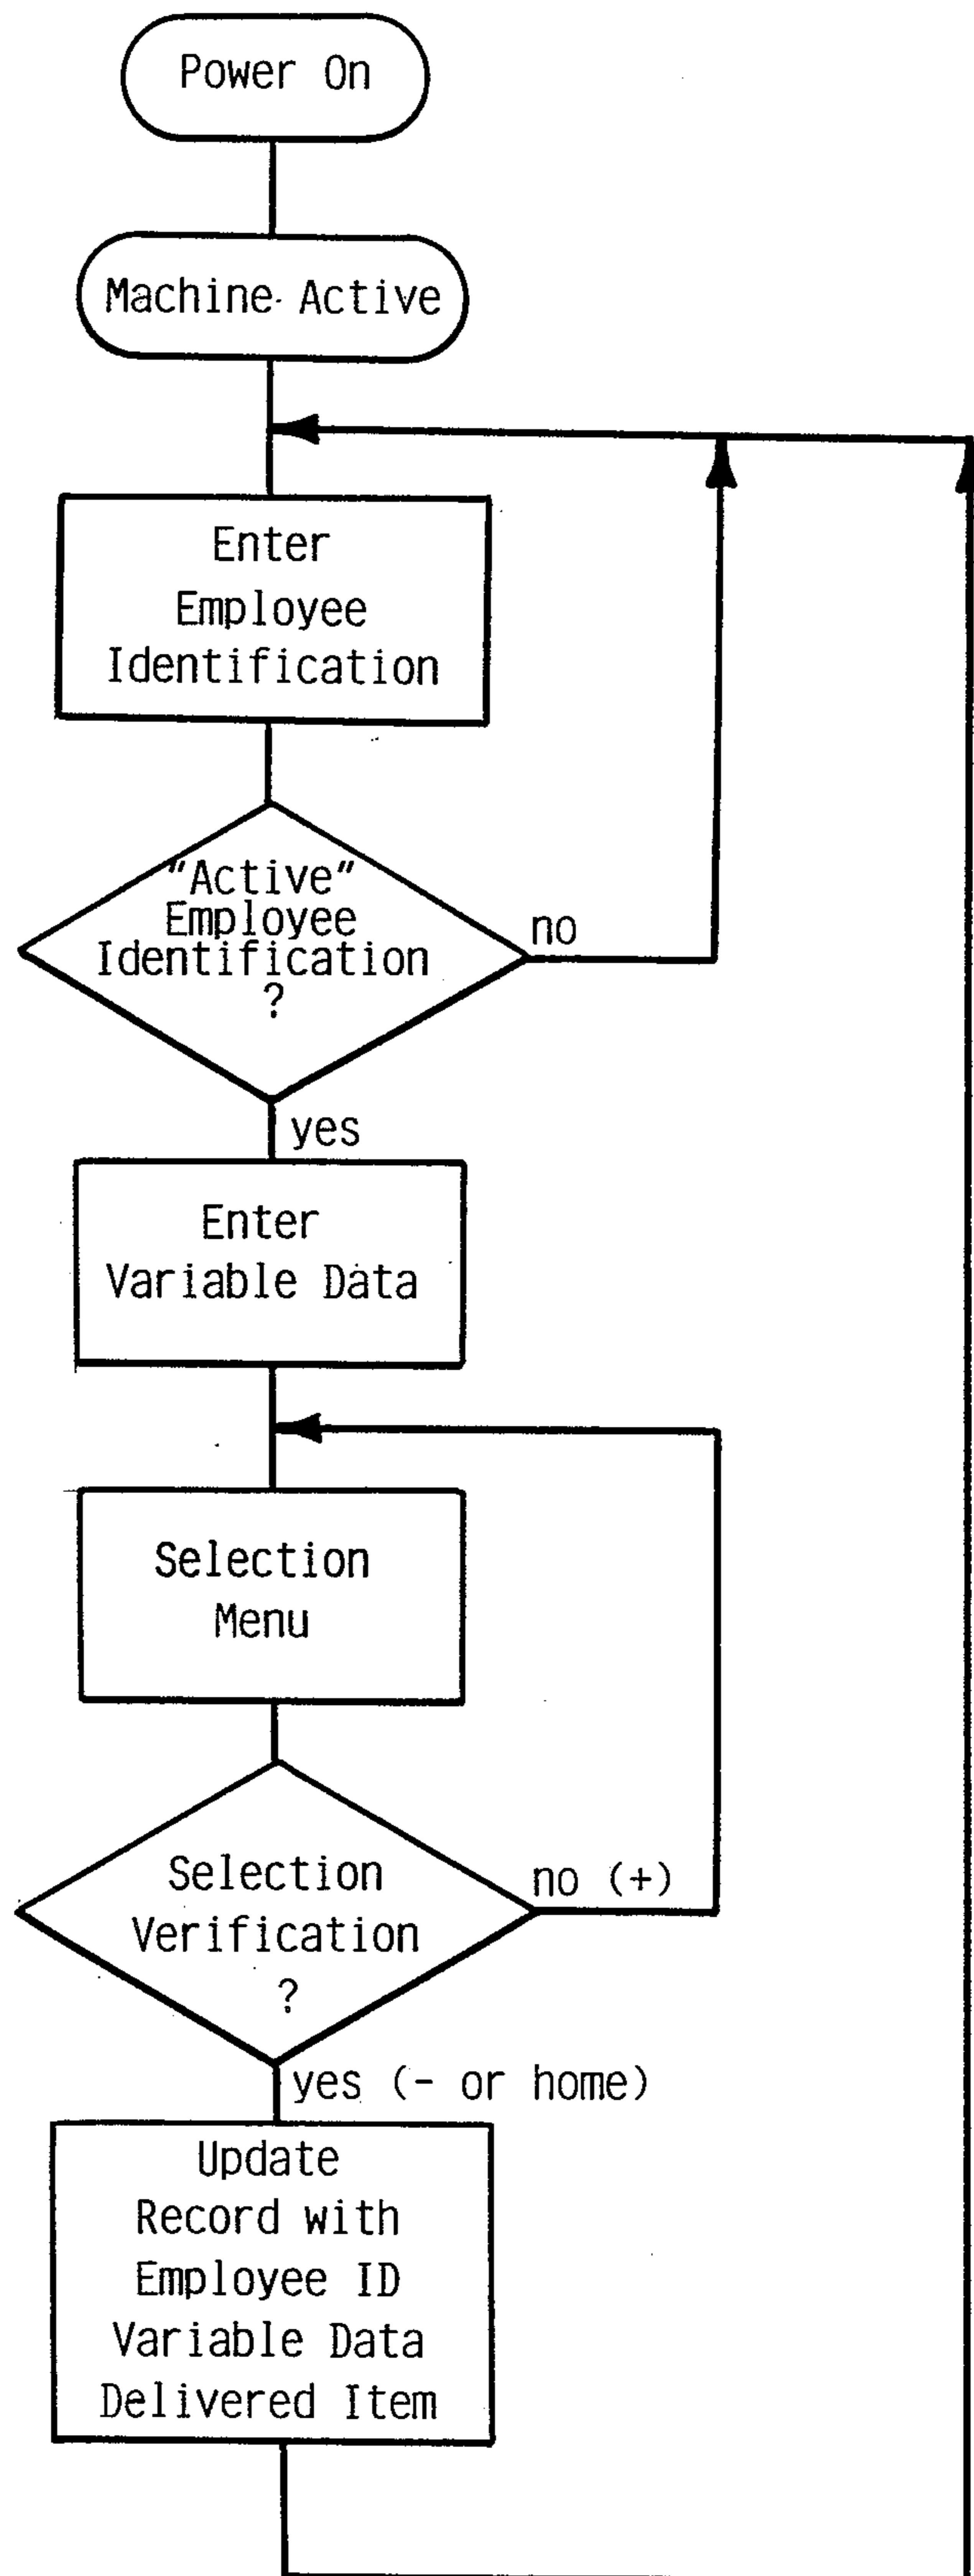 Power On
Machine Active
Enter
Employee
Identification
"Active"
Employee
Identification
?
no
yes
Enter
Variable Data
Selection
Menu
Selection
Verification
?
no (+)
yes (- or home)
Update
Record with
Employee ID
Variable Data
Delivered Item